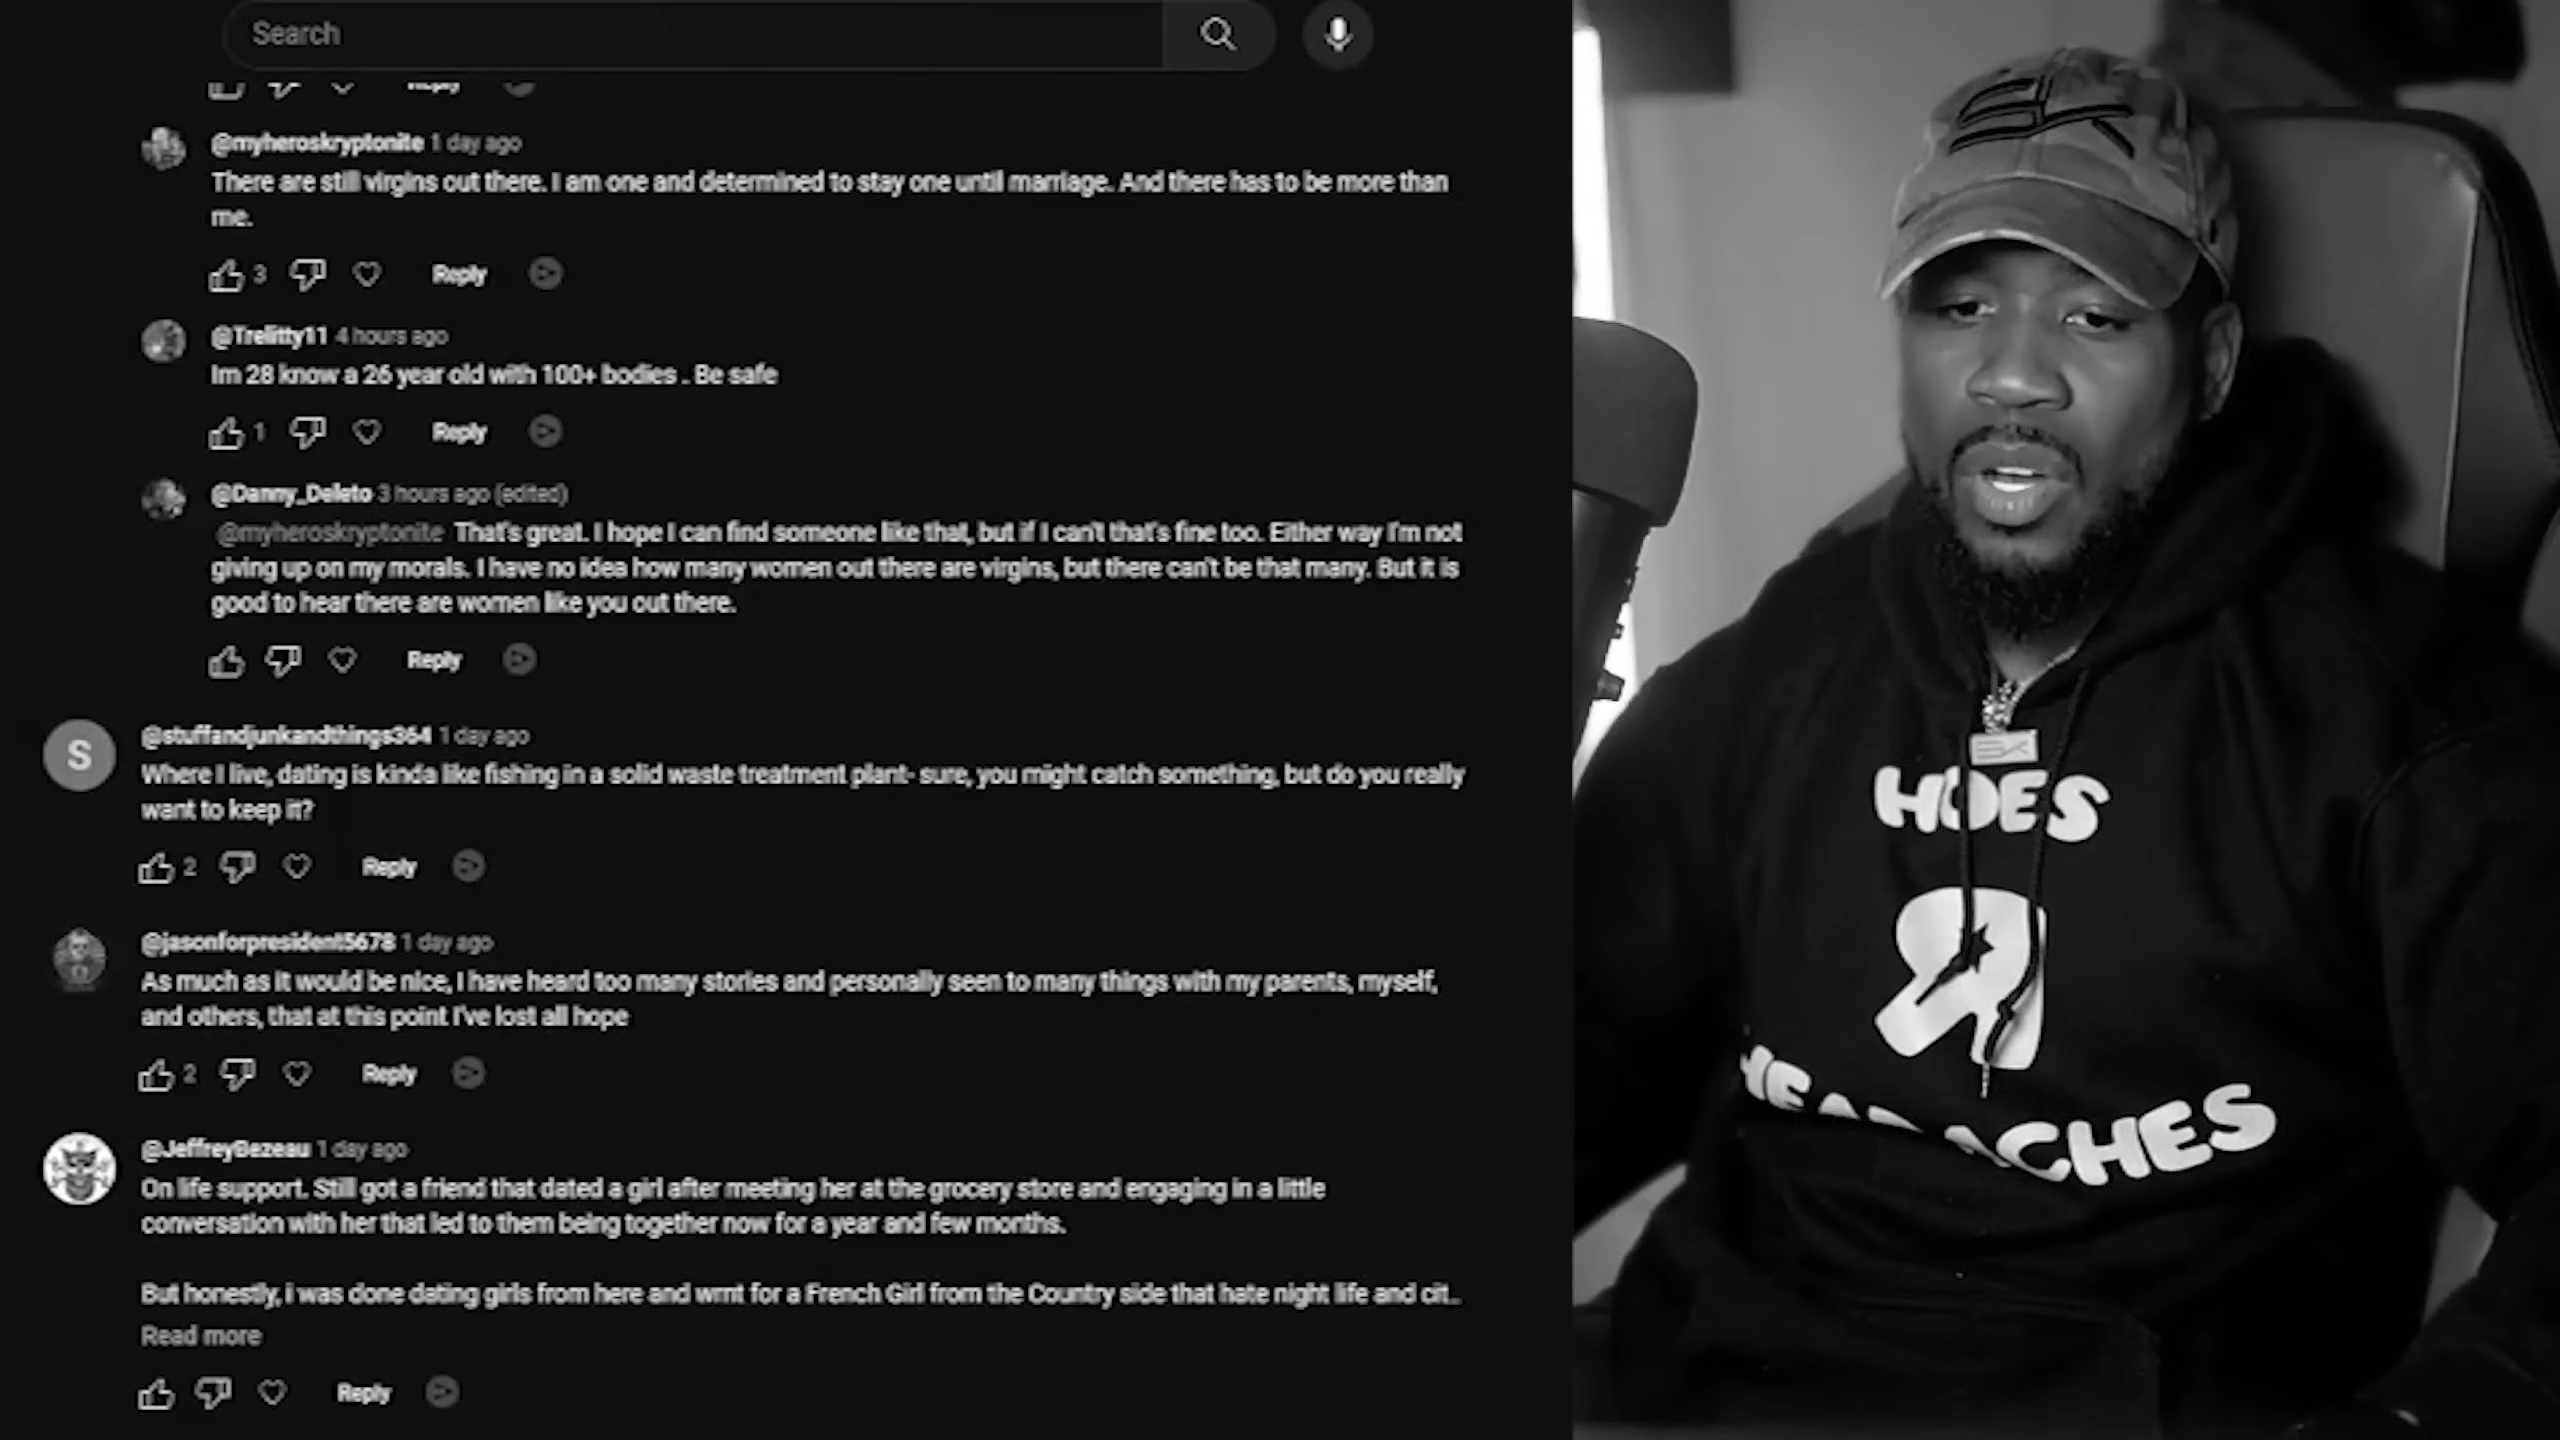 Search
Reply
@myheroskryptonite 1 day ago
There are still virgins out there. I am one and determined to stay one until marriage. And there has to be more than
me.
3 Reply
@Trelitty11 4 hours ago
Im 28 know a 26 year old with 100+ bodies . Be safe
1 Reply
@Danny_Deleto 3 hours ago (edited)
@myheroskryptonite That's great. I hope I can find someone like that, but if I can't that's fine too. Either way I'm not
giving up on my morals. I have no idea how many women out there are virgins, but there can't be that many. But it is
good to hear there are women like you out there.
Reply
S
@stuffandjunkandthings364 1 day ago
Where I live, dating is kinda like fishing in a solid waste treatment plant- sure, you might catch something, but do you really
want to keep it?
2 Reply
@jasonforpresident5678 1 day ago
As much as it would be nice, I have heard too many stories and personally seen to many things with my parents, myself,
and others, that at this point I've lost all hope
2 Reply
@JeffreyBezeau 1 day ago
On life support. Still got a friend that dated a girl after meeting her at the grocery store and engaging in a little
conversation with her that led to them being together now for a year and few months.
But honestly, i was done dating girls from here and wrnt for a French Girl from the Country side that hate night life and cit...
Read more
Reply
SK
SK
HOES
R
HEADACHES